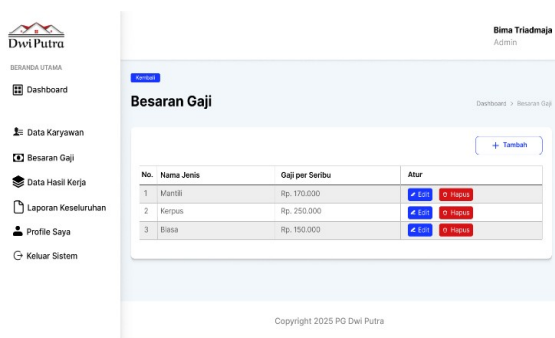 Dwi Putra
BERANDA UTAMA
Dashboard
Data Karyawan
Besaran Gaji
Data Hasil Kerja
Laporan Keseluruhan
Profile Saya
Keluar Sistem
Bima Triadmaja
Admin
Kembali
Besaran Gaji
Dashboard > Besaran Gaji
+ Tambah
No. Nama Jenis Gaji per Seribu Atur
1 Mantili Rp. 170.000 Edit Hapus
2 Kerpus Rp. 250.000 Edit Hapus
3 Biasa Rp. 150.000 Edit Hapus
Copyright 2025 PG Dwi Putra